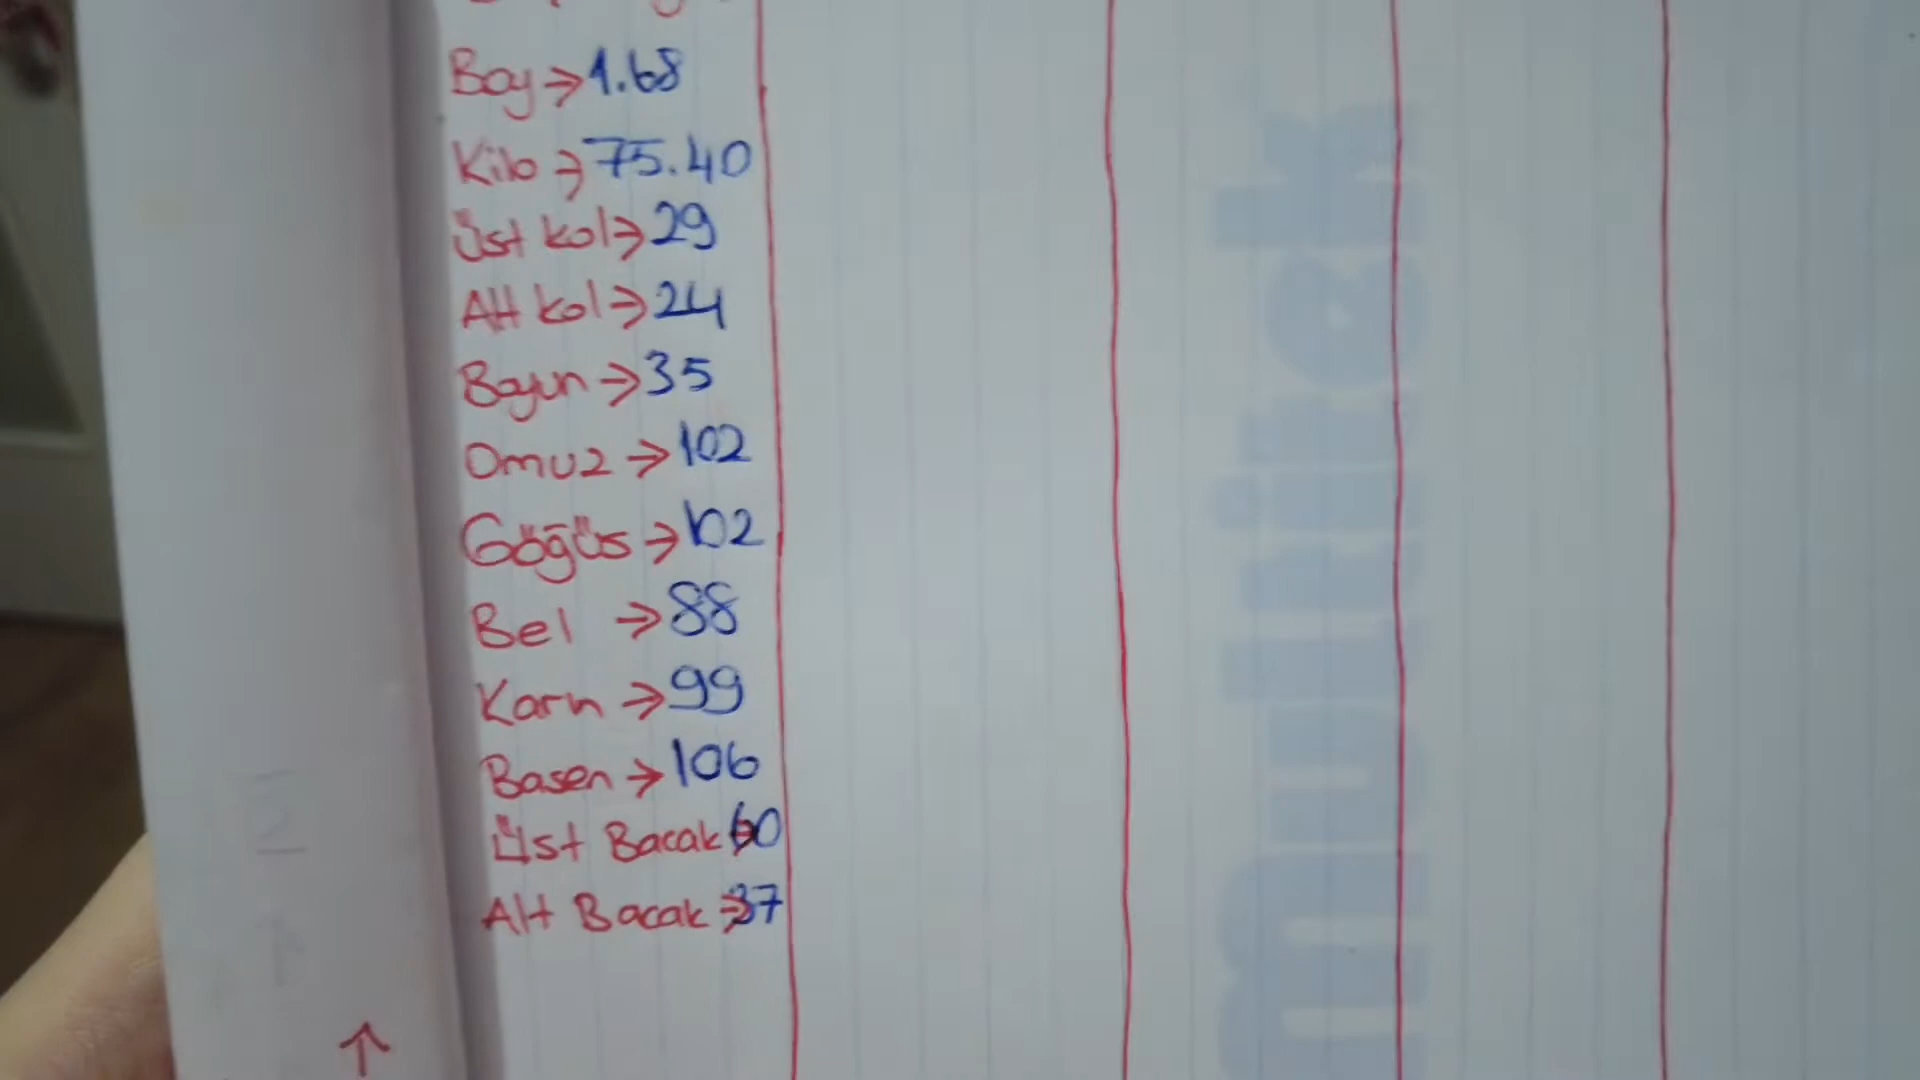 Boy → 1.68
Kilo → 75.40
Üst kol → 29
Alt kol → 24
Boyun → 35
Omuz → 102
Göğüs → 102
Bel → 88
Karın → 99
Basen → 106
Üst Bacak → 60
Alt Bacak → 37